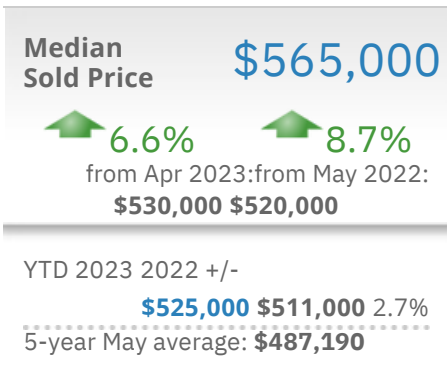 Median
Sold Price
$565,000
6.6%
8.7%
from Apr 2023:from May 2022:
$530,000 $520,000
YTD 2023 2022 +/-
$525,000 $511,000 2.7%
5-year May average: $487,190